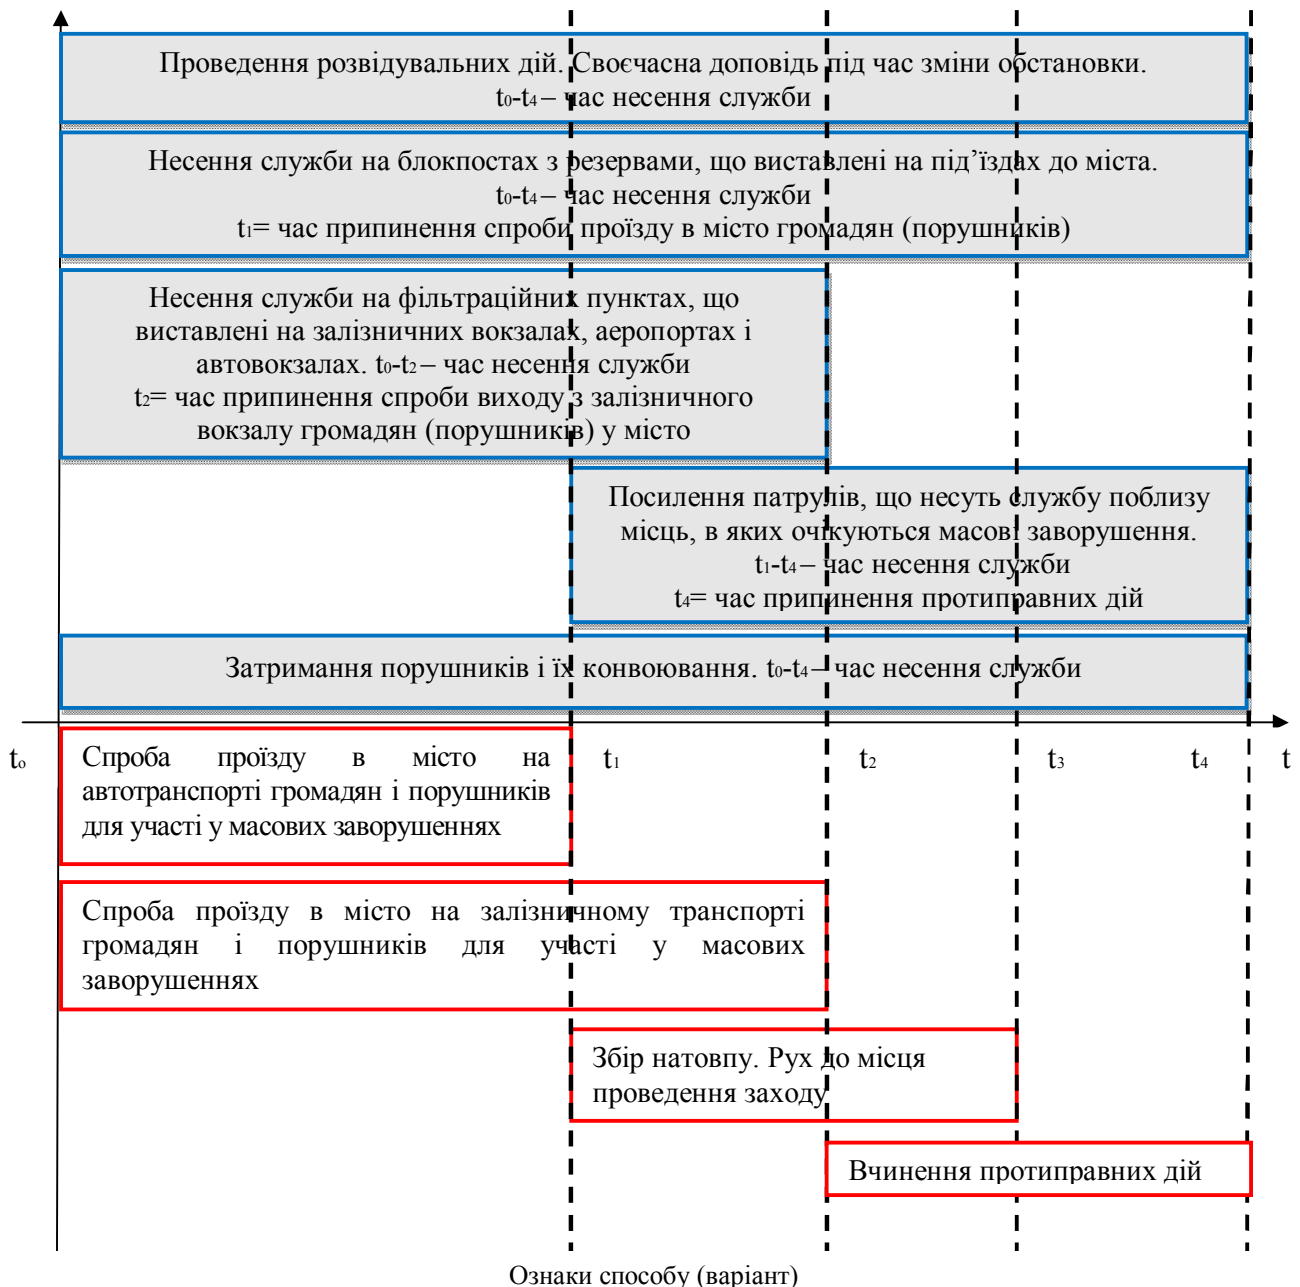 Проведення розвідувальних дій. Своєчасна доповідь під час зміни обстановки.
t0-t4 – час несення служби
Несення служби на блокпостах з резервами, що виставлені на під’їздах до міста.
t0-t4 – час несення служби
t1= час припинення спроби проїзду в місто громадян (порушників)
Несення служби на фільтраційних пунктах, що
виставлені на залізничних вокзалах, аеропортах і
автовокзалах. t0-t2 – час несення служби
t2= час припинення спроби виходу з залізничного
вокзалу громадян (порушників) у місто
Посилення патрулів, що несуть службу поблизу
місць, в яких очікуються масові заворушення.
t1-t4 – час несення служби
t4= час припинення протиправних дій
Затримання порушників і їх конвоювання. t0-t4 – час несення служби
to t1 t2 t3 t4 t
Спроба проїзду в місто на
автотранспорті громадян і порушників
для участі у масових заворушеннях
Спроба проїзду в місто на залізничному транспорті
громадян і порушників для участі у масових
заворушеннях
Збір натовпу. Рух до місця
проведення заходу
Вчинення протиправних дій
Ознаки способу (варіант)